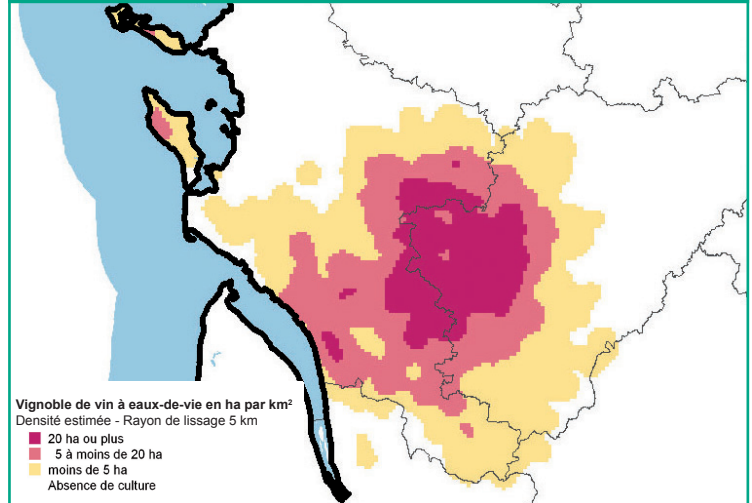 Vignoble de vin à eaux-de-vie en ha par km²
Densité estimée - Rayon de lissage 5 km
20 ha ou plus
5 à moins de 20 ha
moins de 5 ha
Absence de culture